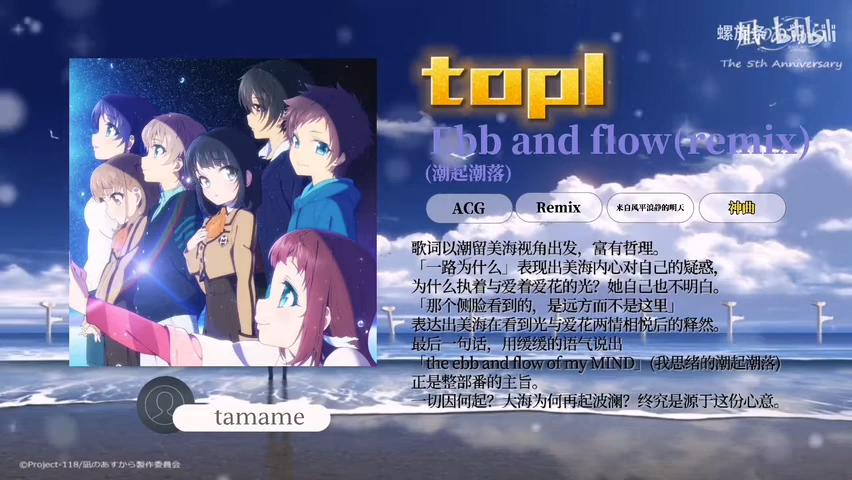 The 5th Anniversary
top1
Ebb and flow(remix)
(潮起潮落)
ACG
Remix
来自风平浪静的明天
神曲
歌词以潮留美海视角出发，富有哲理。
「一路为什么」表现出美海内心对自己的疑惑，
为什么执着与爱着爱花的光？她自己也不明白。
「那个侧脸看到的，是远方而不是这里」
表达出美海在看到光与爱花两情相悦后的释然。
最后一句话，用缓缓的语气说出
「the ebb and flow of my MIND」(我思绪的潮起潮落)
正是整部番的主旨。
一切因何起？大海为何再起波澜？终究是源于这份心意。
tamame
©Project-118/凪のあすから製作委員会